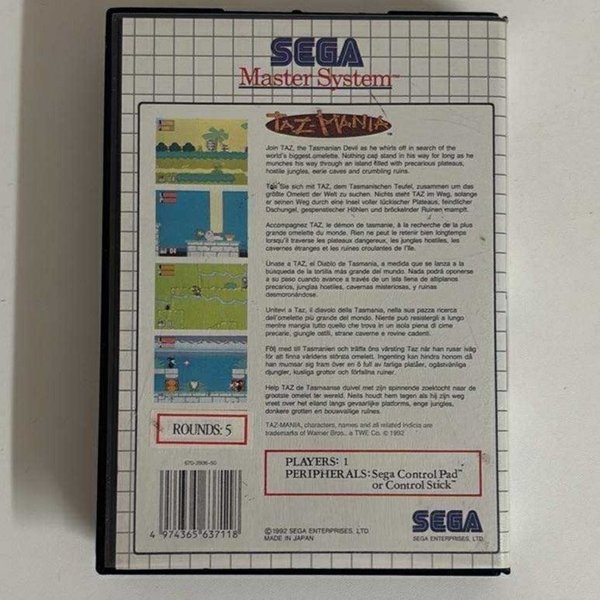 SEGA
Master System™
TAZ-MANIA™
Join TAZ, the Tasmanian Devil as he whirls off in search of the
world's biggest omelette. Nothing can stand in his way for long as he
munches his way through an island filled with precarious plateaus,
hostile jungles, eerie caves and crumbling ruins.
Sie sich mit TAZ, dem Tasmanischen Teufel, zusammen um das
größte Omelett der Welt zu suchen. Nichts steht TAZ im Weg, solange
er seinen Weg durch eine Insel voller tückischer Plateaus, feindlicher
Dschungel, gespenstischer Höhlen und bröckelnder Ruinen mampft.
Accompagnez TAZ, le démon de tasmanie, à la recherche de la plus
grande omelette du monde. Rien ne peut le retenir bien longtemps
lorsqu'il traverse les plateaux dangereux, les jungles hostiles, les
cavernes étranges et les ruines croulantes de l'île.
Unate a TAZ, el Diablo de Tasmania, a medida que se lanza a la
búsqueda de la tortilla más grande del mundo. Nada podrá oponerse
a su paso cuando avance a través de una isla llena de altiplanos
precarios, junglas hostiles, cavernas misteriosas, y ruinas
desmoronándose.
Unitevi a Taz, il diavolo della Tasmania, nella sua pazza ricerca
dell'omelette più grande del mondo. Niente può resistergli a lungo
mentre mangia tutto quello che trova in un isola piena di cime
precarie, giungle ostili, strane caverne e rovine cadenti.
Följ med till Tasmanien och träffa öns värsting Taz när han rusar iväg
för att finna världens största omelett. Ingenting kan hindra honom då
han mumsar sig fram över en ö full av farliga platåer, ogästvänliga
djungler, kusliga grottor och förfallna ruiner.
Help TAZ de Tasmaanse duivel met zijn spinnende zoektocht naar de
grootste omelet ter wereld. Niets houdt hem tegen als hij zijn weg
vreet over het eiland langs gevaarlijke platforms, enge jungles,
donkere grotten en bouwvallige ruines.
TAZ-MANIA, characters, names and all related indicia are
trademarks of Warner Bros., a TWE Co. © 1992
ROUNDS: 5
PLAYERS: 1
PERIPHERALS: Sega Control Pad™
or Control Stick™
670-2936-50
4 974365 637118
© 1992 SEGA ENTERPRISES, LTD.
MADE IN JAPAN
SEGA
SEGA ENTERPRISES, LTD.